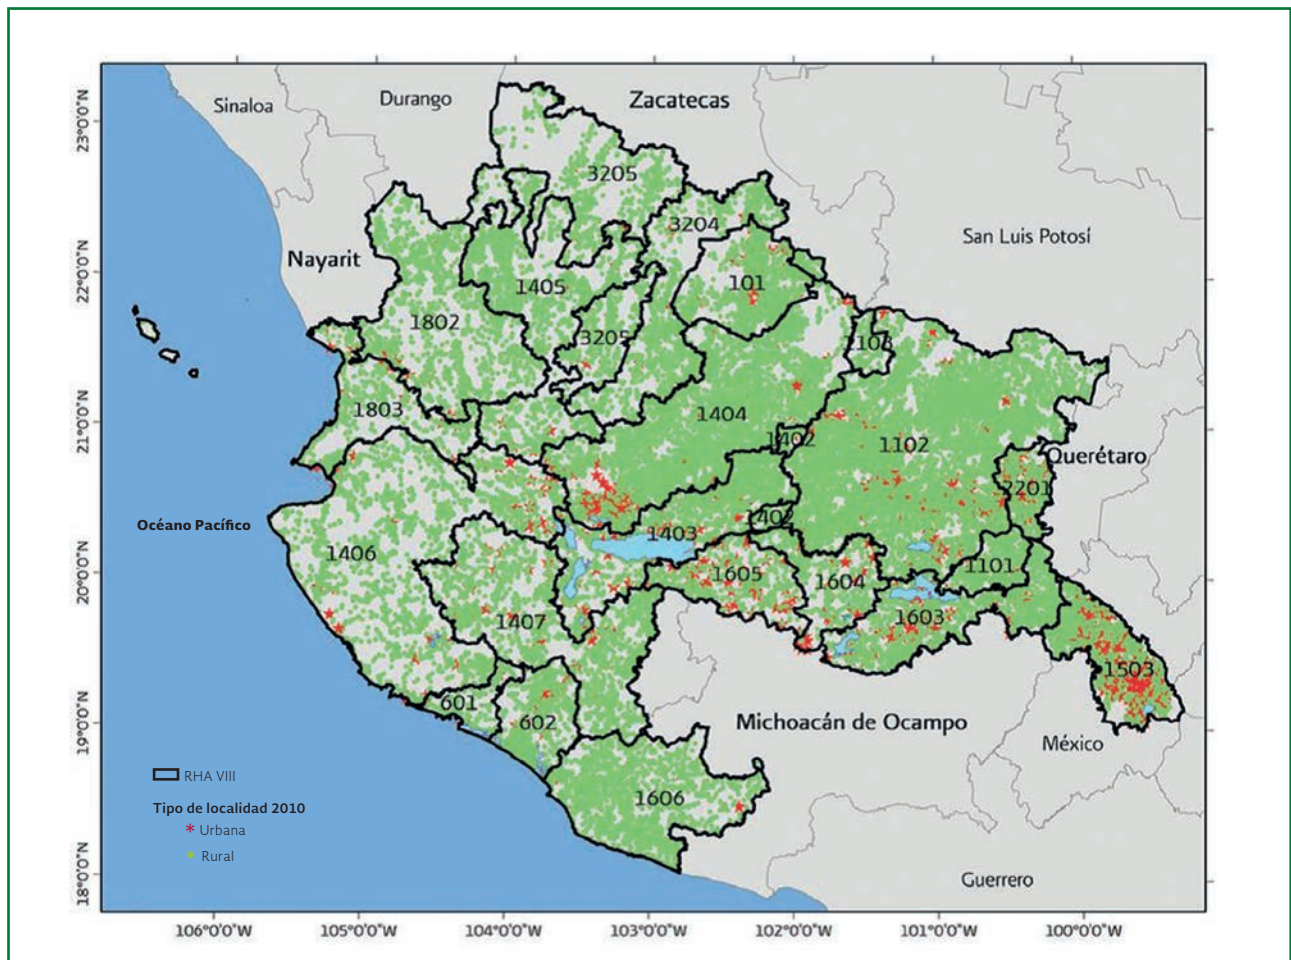 Sinaloa
Durango
Zacatecas
23°0'0"N
3205
3204
San Luis Potosí
Nayarit
22°0'0"N
101
1405
1802
3205
2103
1803
1404
21°0'0"N
1402
1102
Querétaro
2201
Océano Pacífico
1402
1403
1406
20°0'0"N
1101
1605
1604
1603
1407
1503
601
19°0'0"N
602
Michoacán de Ocampo
México
RHA VIII
1606
Tipo de localidad 2010
Urbana
Rural
18°0'0"N
Guerrero
106°0'0"W
105°0'0"W
104°0'0"W
103°0'0"W
102°0'0"W
101°0'0"W
100°0'0"W